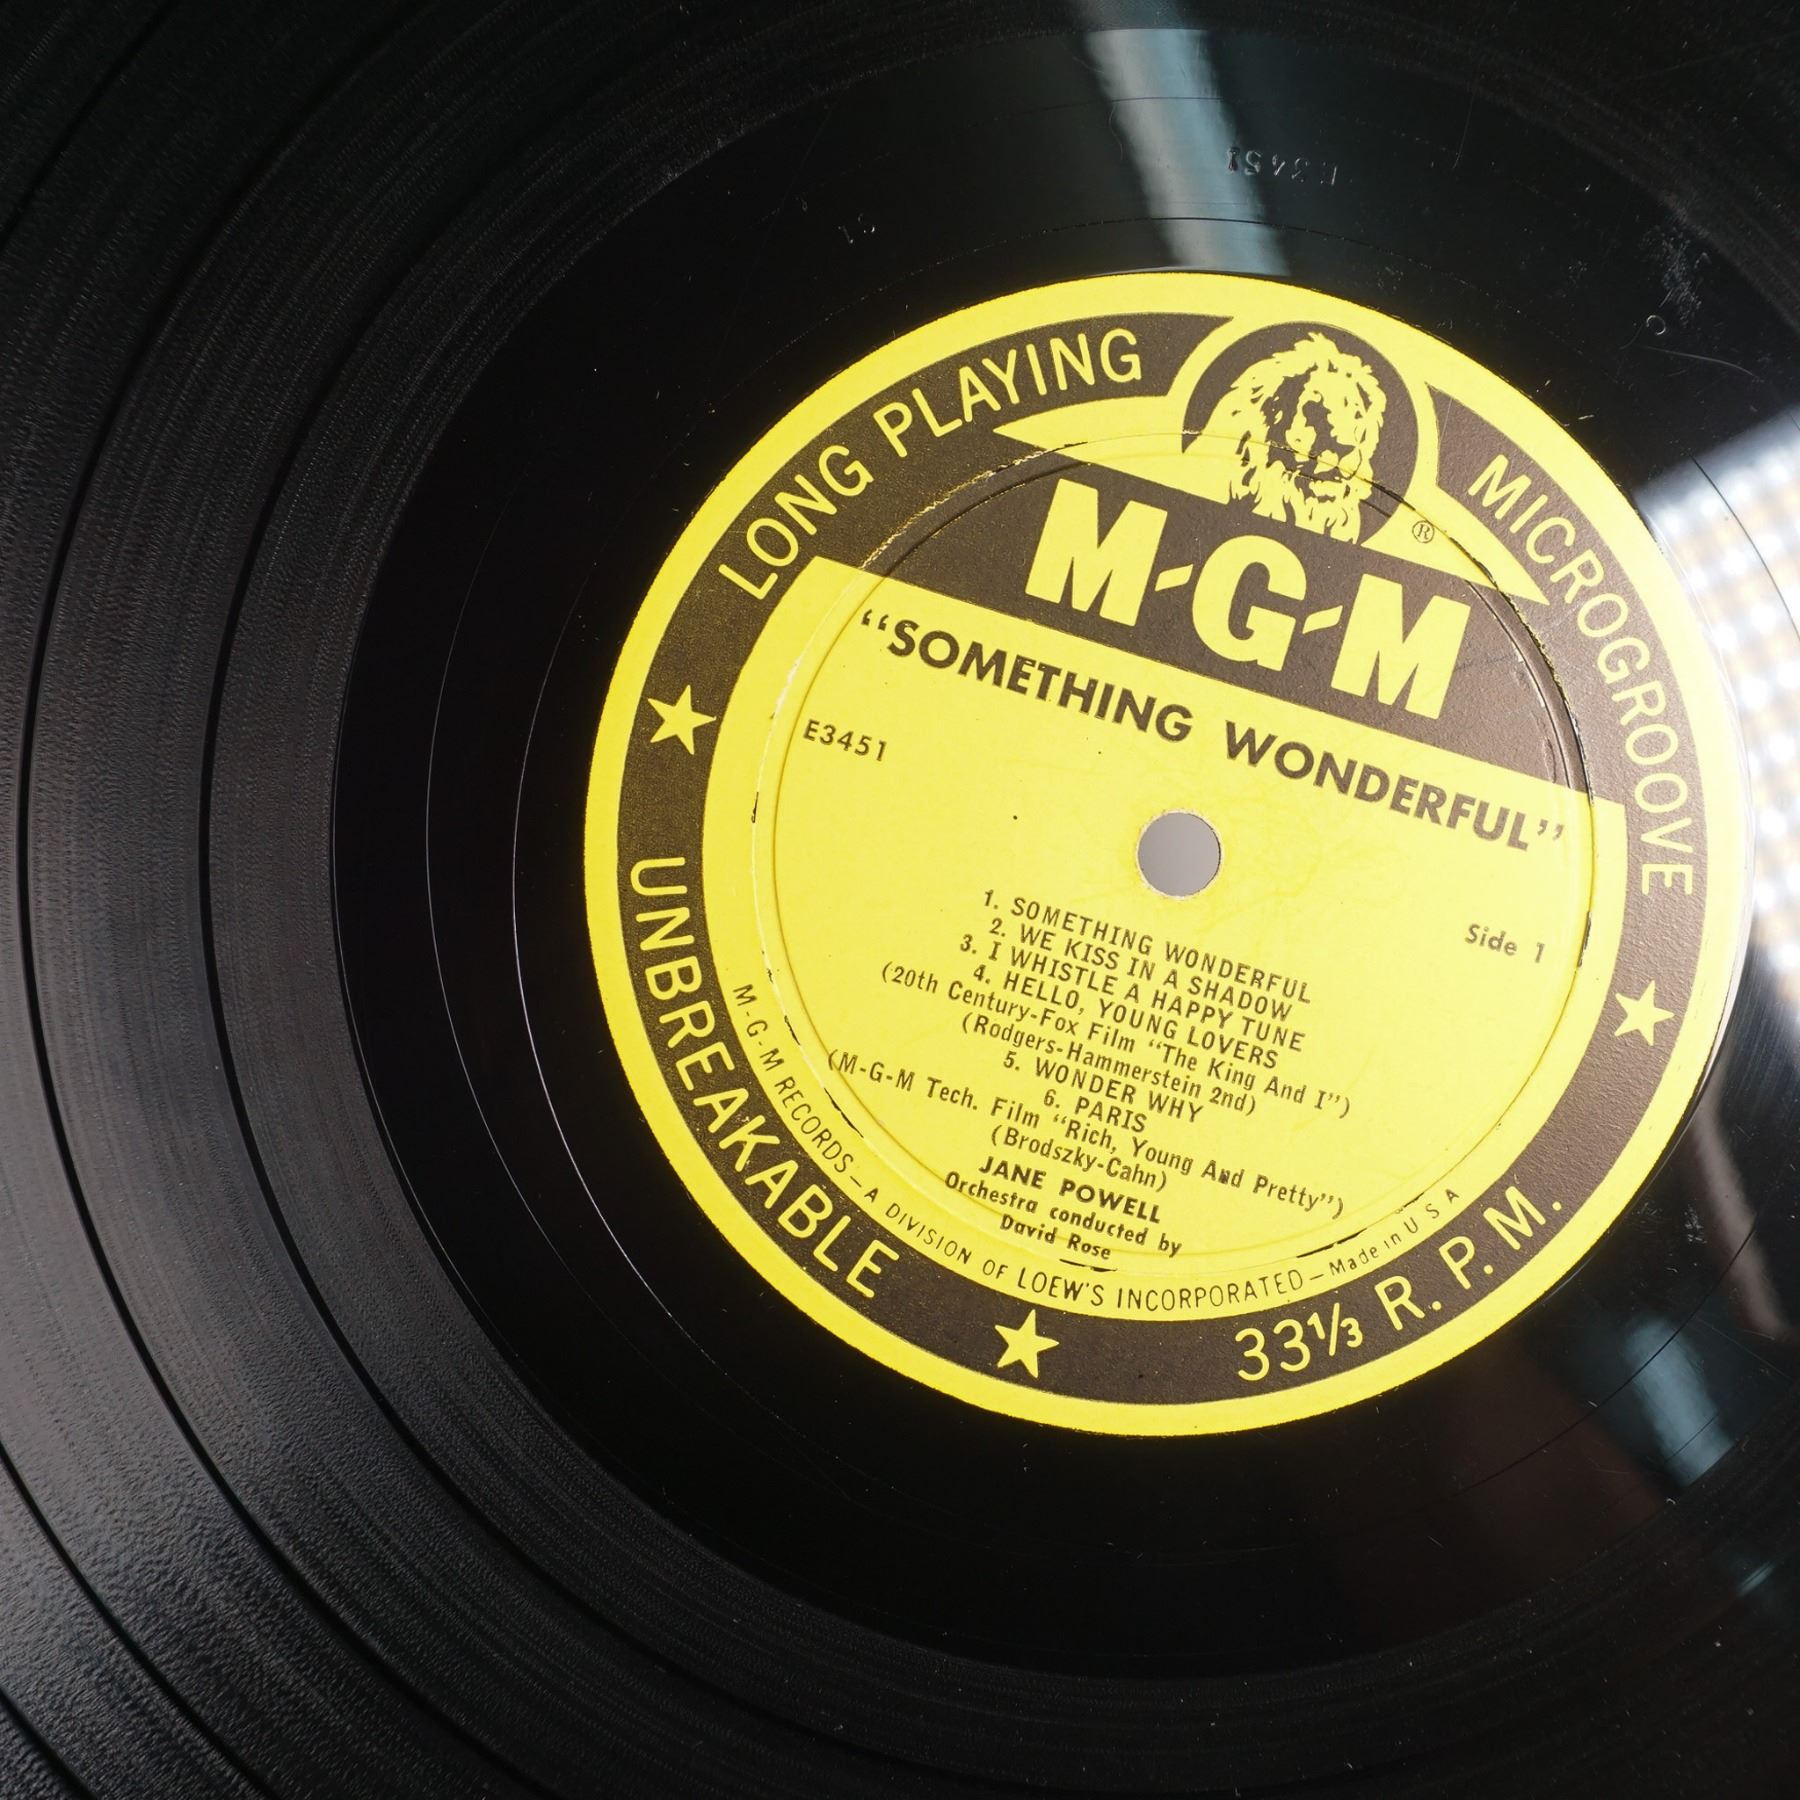 E3451
S1
LONG PLAYING
MICROGROOVE
M-G-M
®
“SOMETHING WONDERFUL”
E3451
Side 1
1. SOMETHING WONDERFUL
2. WE KISS IN A SHADOW
3. I WHISTLE A HAPPY TUNE
4. HELLO, YOUNG LOVERS
(20th Century-Fox Film “The King And I”)
(Rodgers-Hammerstein 2nd)
5. WONDER WHY
6. PARIS
(M-G-M Tech. Film “Rich, Young And Pretty”)
(Brodszky-Cahn)
JANE POWELL
Orchestra conducted by
David Rose
M-G-M RECORDS — A DIVISION OF LOEW'S INCORPORATED — Made in U S A
UNBREAKABLE
33⅓ R. P. M.